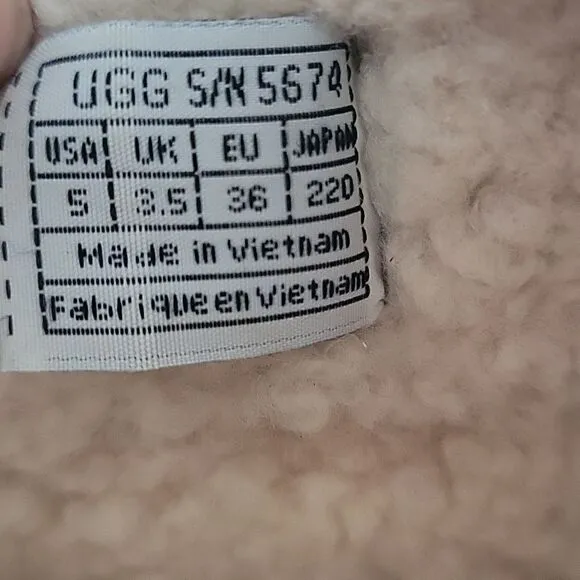 UGG S/N 5674
USA UK EU JAPAN
5 3.5 36 220
Made in Vietnam
Fabrique en Vietnam